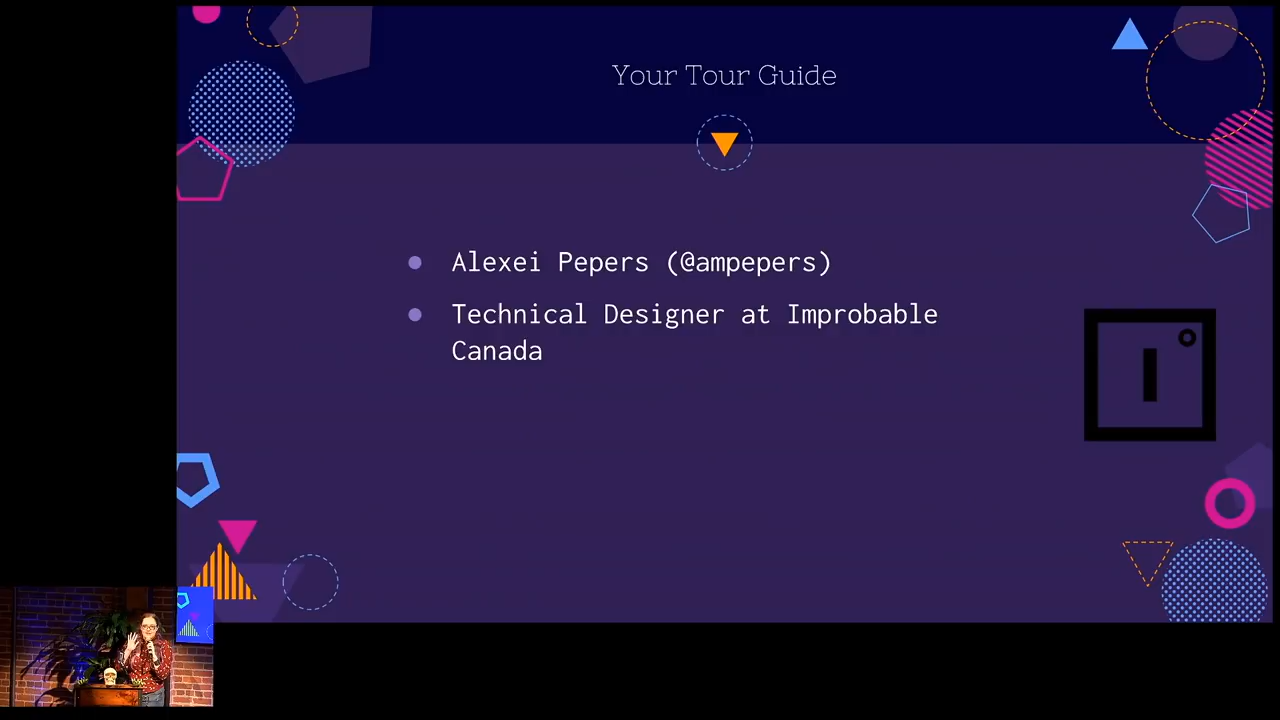 Your Tour Guide
Alexei Pepers (@ampepers)
Technical Designer at Improbable
Canada